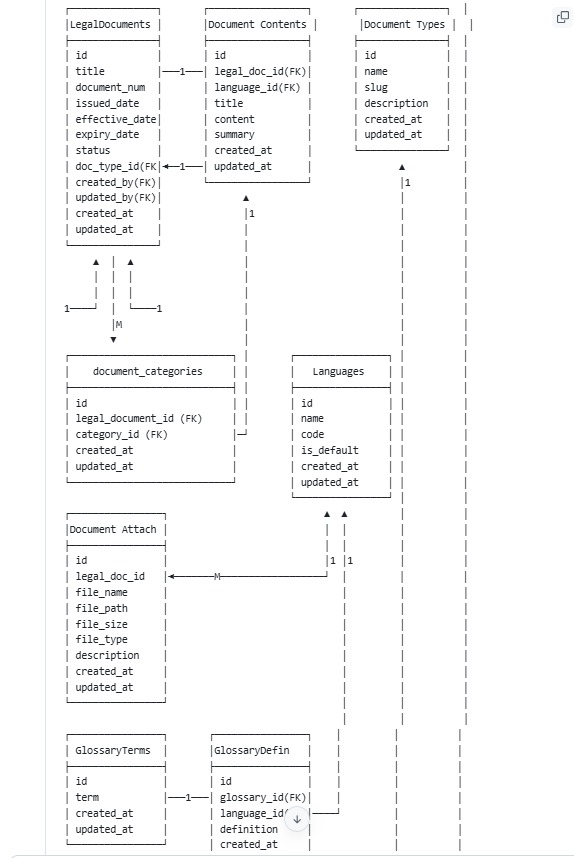 LegalDocuments
id
title
document_num
issued_date
effective_date
expiry_date
status
doc_type_id(FK
created_by(FK)
updated_by(FK)
created_at
updated_at
1
1
Document Contents
id
legal_doc_id(FK)
language_id(FK)
title
content
summary
created_at
updated_at
1
Document Types
id
name
slug
description
created_at
updated_at
1
1
1
M
document_categories
id
legal_document_id (FK)
category_id (FK)
created_at
updated_at
Languages
id
name
code
is_default
created_at
updated_at
1
1
Document Attach
id
legal_doc_id
file_name
file_path
file_size
file_type
description
created_at
updated_at
M
GlossaryTerms
id
term
created_at
updated_at
1
GlossaryDefin
id
glossary_id(FK)
language_id(
definition
created_at